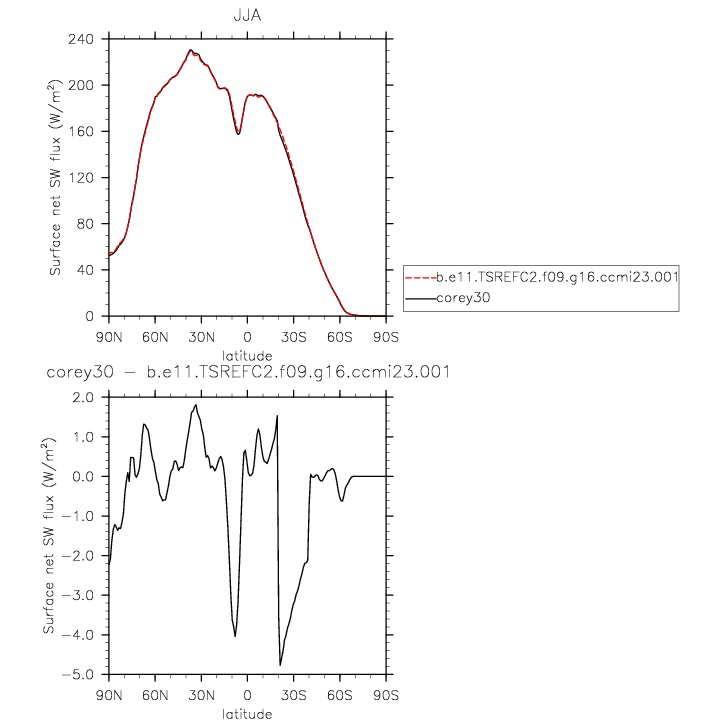 JJA
240
200
160
120
80
40
0
Surface net SW flux (W/m²)
90N 60N 30N 0 30S 60S 90S
latitude
b.e11.TSREFC2.f09.g16.ccmi23.001
corey30
corey30 − b.e11.TSREFC2.f09.g16.ccmi23.001
2.0
1.0
0.0
−1.0
−2.0
−3.0
−4.0
−5.0
Surface net SW flux (W/m²)
90N 60N 30N 0 30S 60S 90S
latitude